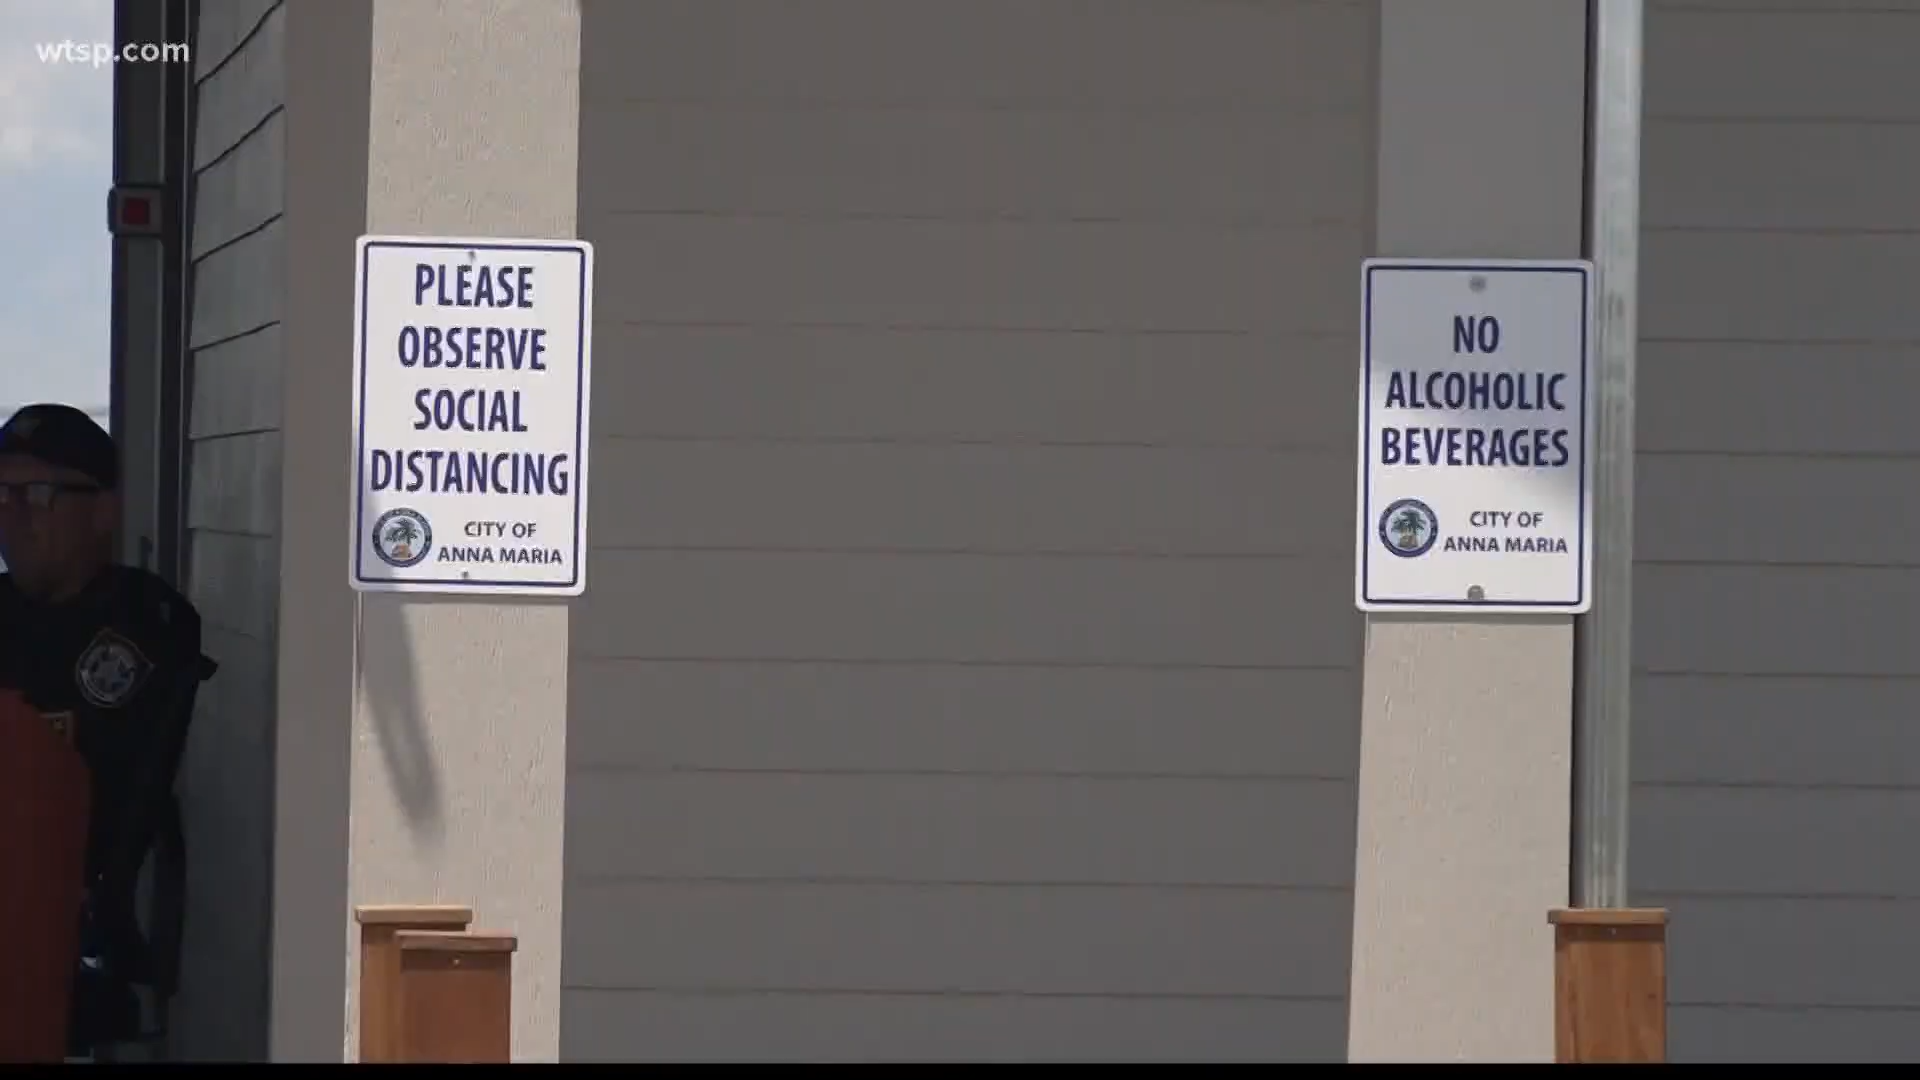 wtsp.com
PLEASE
OBSERVE
SOCIAL
DISTANCING
CITY OF
ANNA MARIA
NO
ALCOHOLIC
BEVERAGES
CITY OF
ANNA MARIA